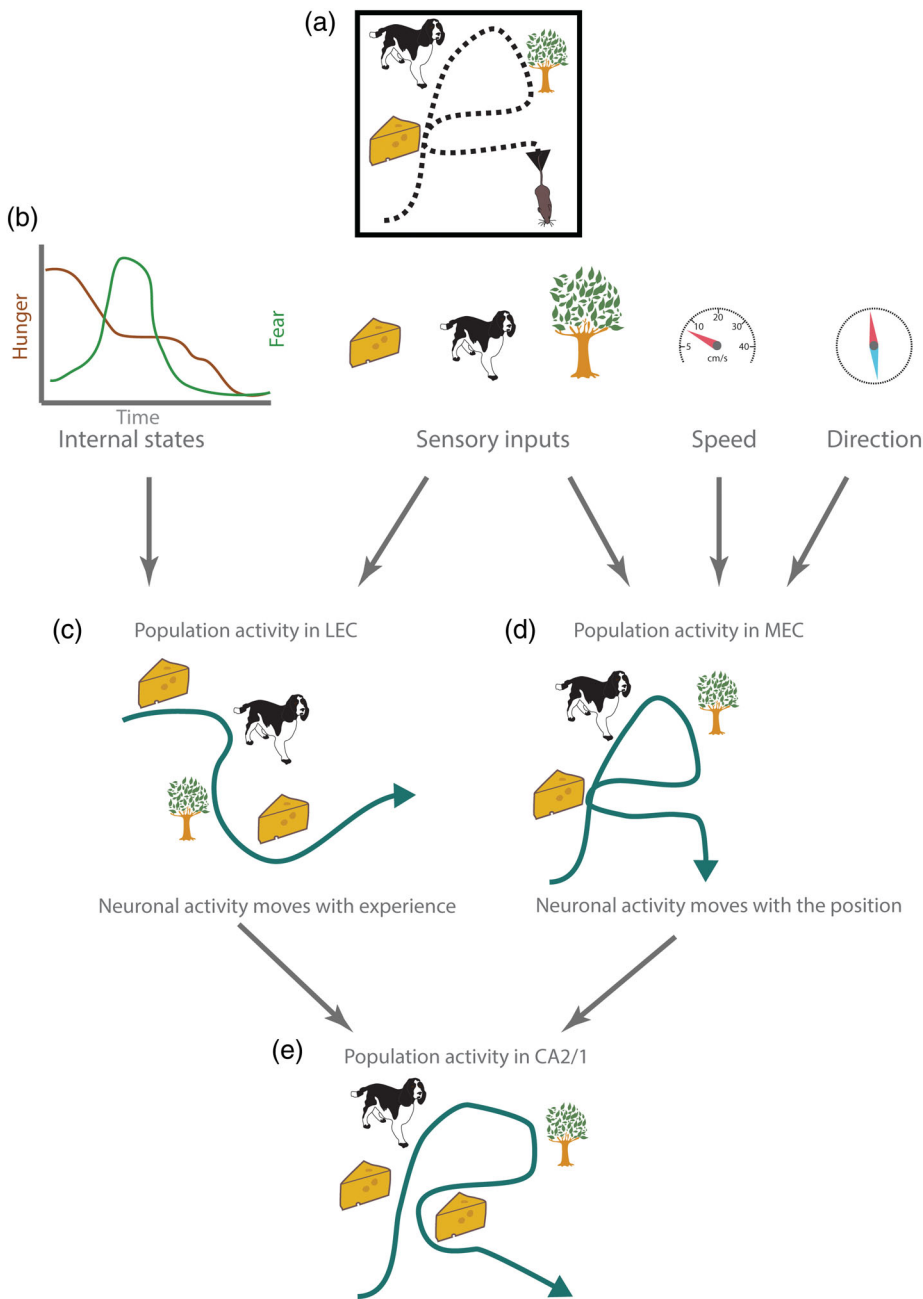 (a)
(b)
Hunger
Fear
Time
Internal states
Sensory inputs
5 10 20 30 40
cm/s
Speed
Direction
(c)
Population activity in LEC
(d)
Population activity in MEC
Neuronal activity moves with experience
Neuronal activity moves with the position
(e)
Population activity in CA2/1